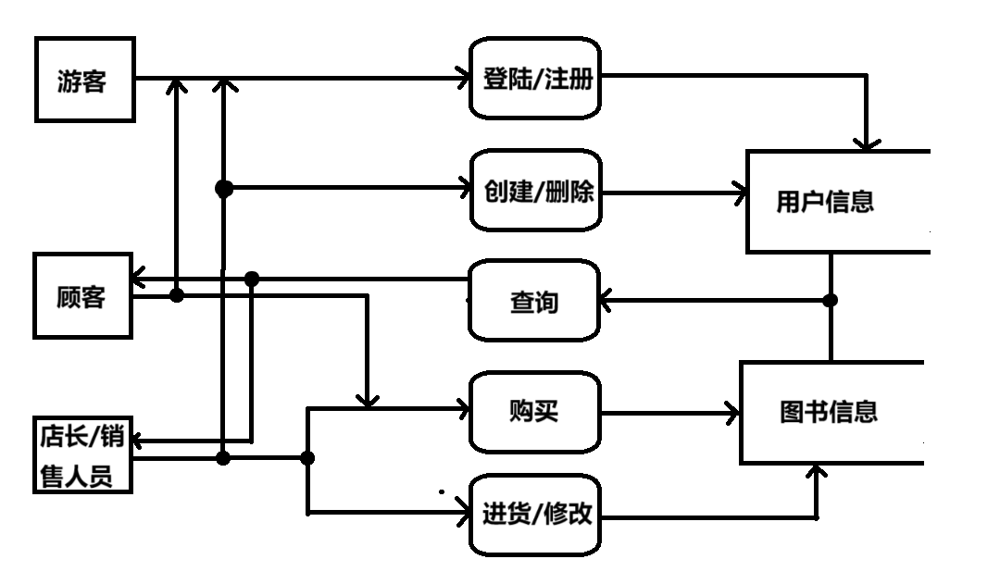 游客
登陆/注册
创建/删除
用户信息
顾客
查询
购买
图书信息
店长/销
售人员
进货/修改